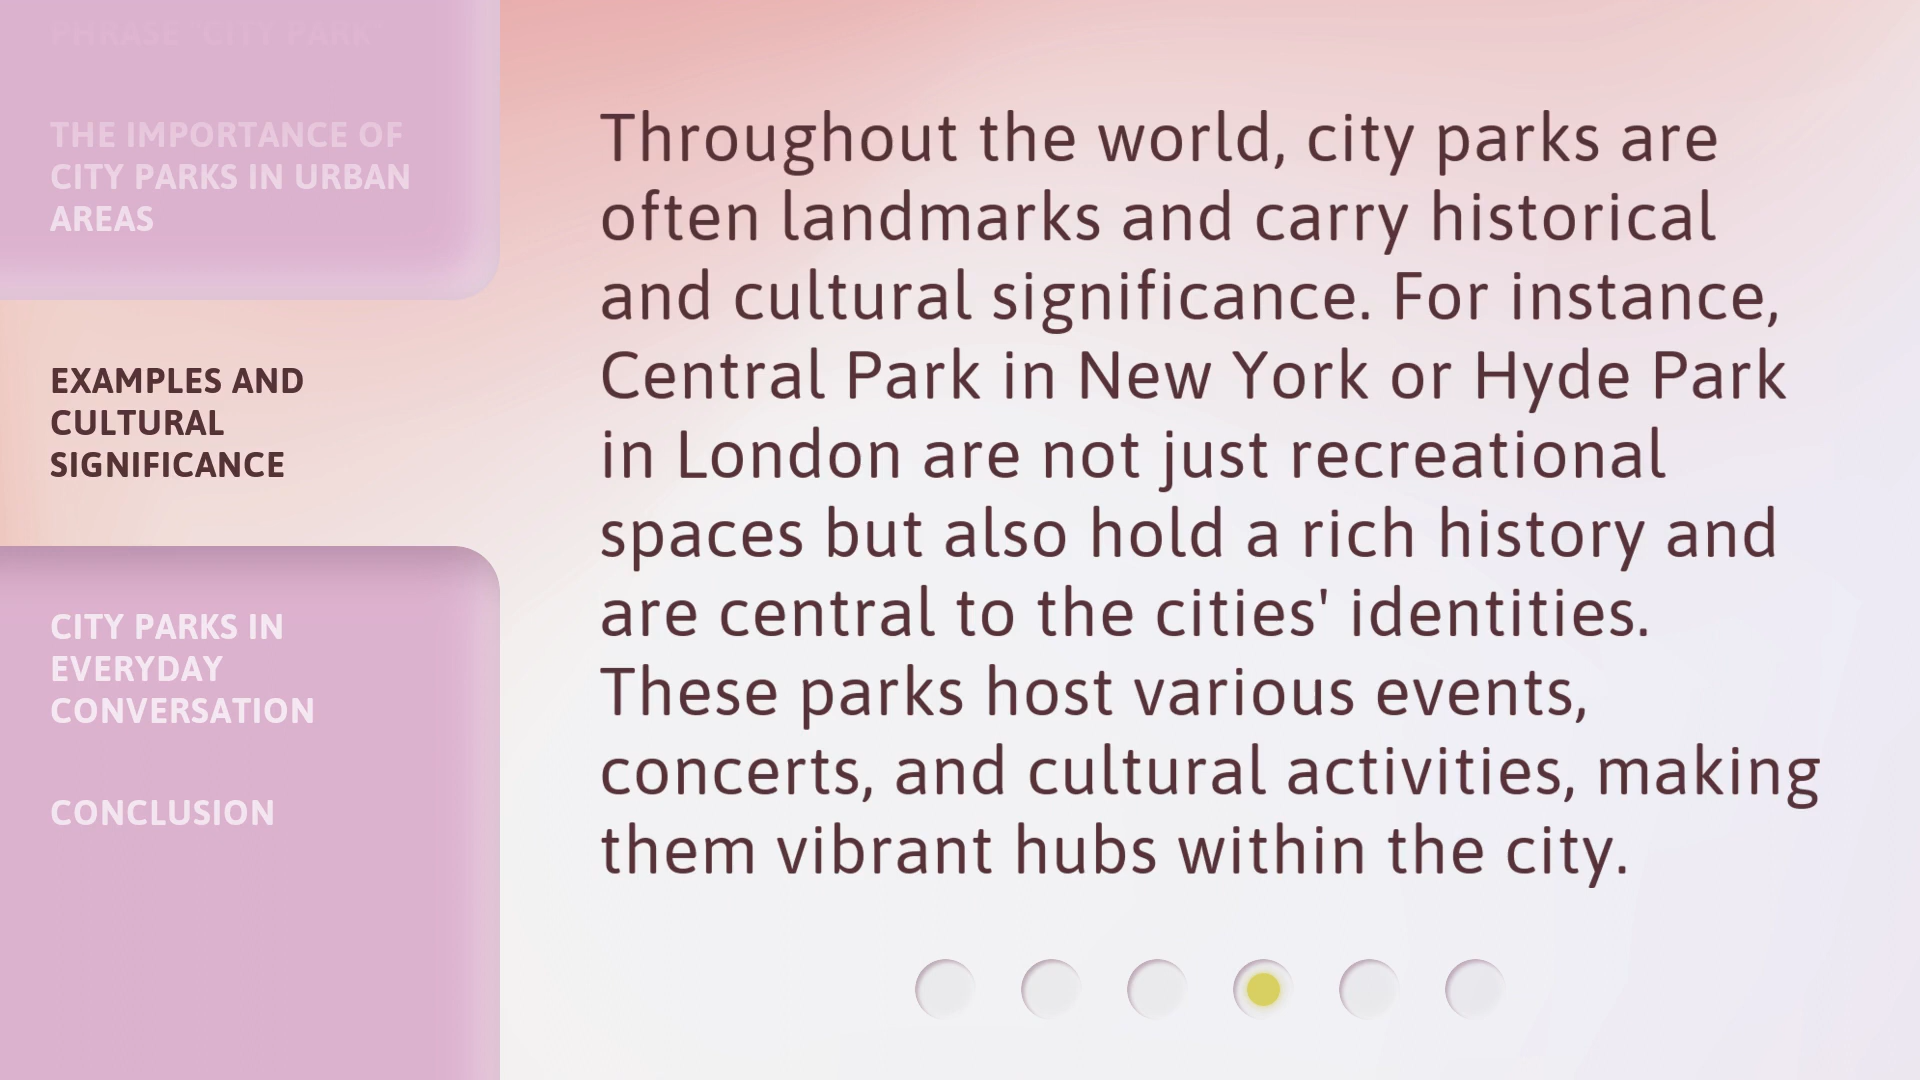 PHRASE "CITY PARK"
THE IMPORTANCE OF
CITY PARKS IN URBAN
AREAS
EXAMPLES AND
CULTURAL
SIGNIFICANCE
CITY PARKS IN
EVERYDAY
CONVERSATION
CONCLUSION
Throughout the world, city parks are
often landmarks and carry historical
and cultural significance. For instance,
Central Park in New York or Hyde Park
in London are not just recreational
spaces but also hold a rich history and
are central to the cities' identities.
These parks host various events,
concerts, and cultural activities, making
them vibrant hubs within the city.